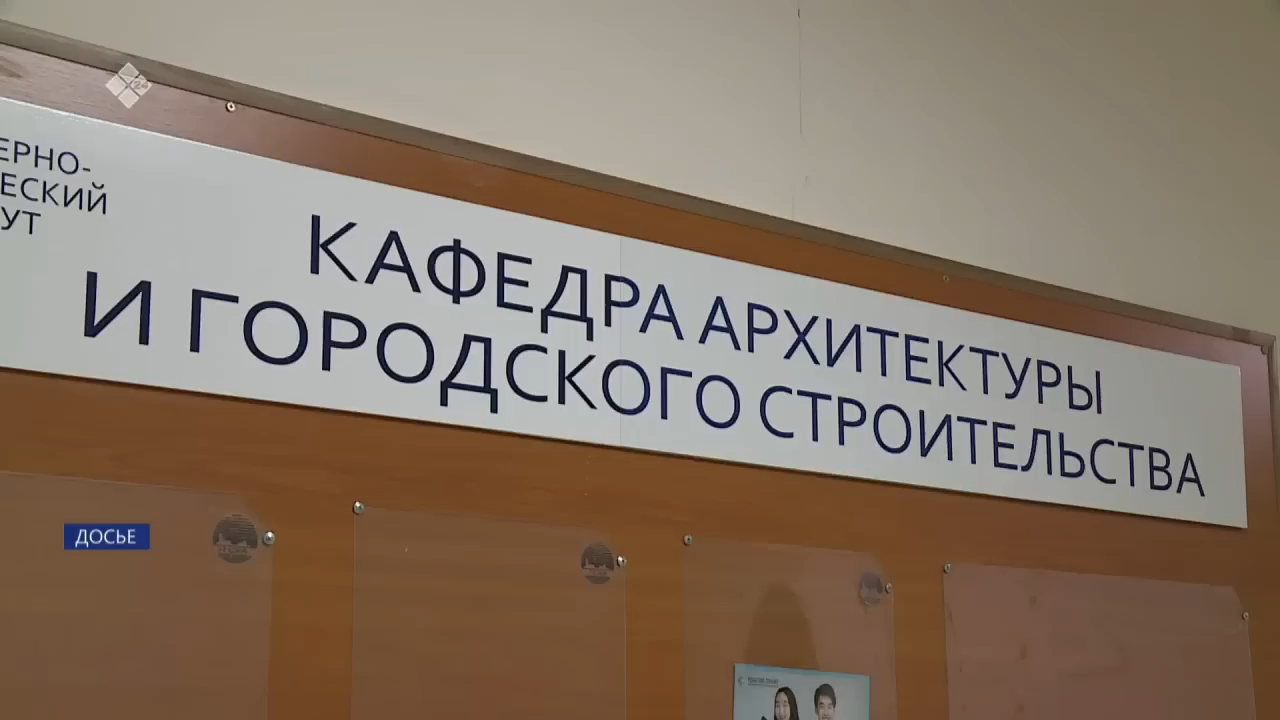 ЕРНО-
ЕСКИЙ
УТ
КАФЕДРА АРХИТЕКТУРЫ
И ГОРОДСКОГО СТРОИТЕЛЬСТВА
ДОСЬЕ